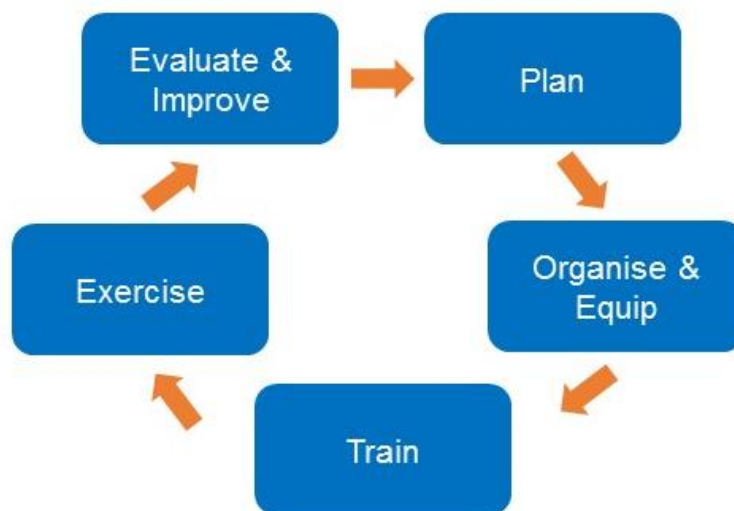 Evaluate &
Improve
Plan
Organise &
Equip
Train
Exercise